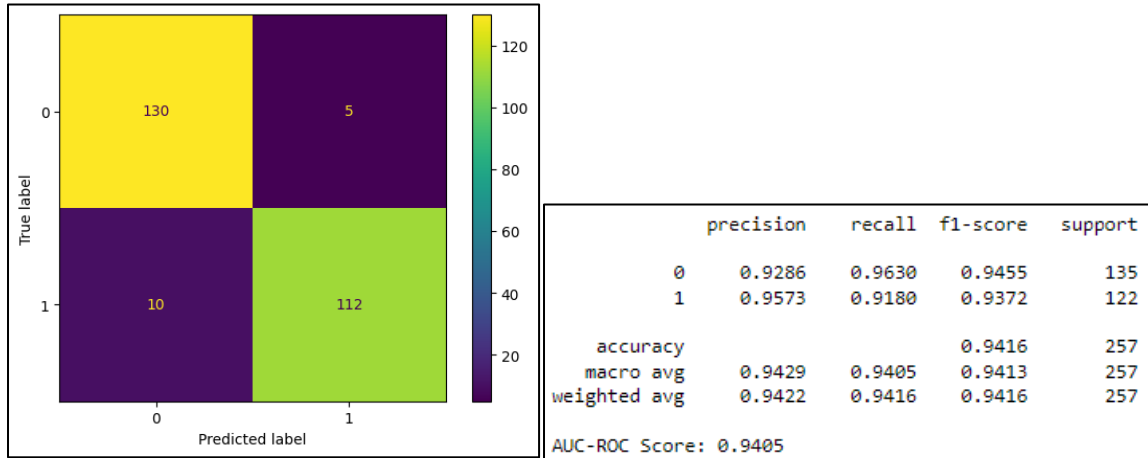 120
100
80
60
40
20
True label
0
130 5
1
10 112
0 1
Predicted label
precision recall f1-score support
0 0.9286 0.9630 0.9455 135
1 0.9573 0.9180 0.9372 122
accuracy 0.9416 257
macro avg 0.9429 0.9405 0.9413 257
weighted avg 0.9422 0.9416 0.9416 257
AUC-ROC Score: 0.9405